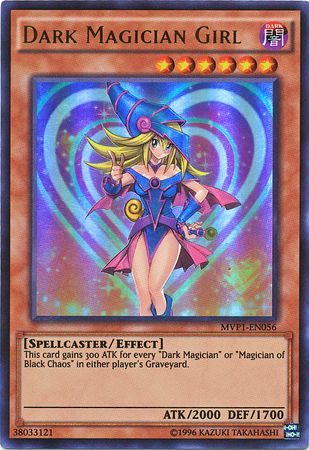 DARK MAGICIAN GIRL
DARK
闇
MVP1-EN056
[SPELLCASTER/EFFECT]
This card gains 300 ATK for every "Dark Magician" or "Magician of
Black Chaos" in either player's Graveyard.
ATK/2000 DEF/1700
38033121
©1996 KAZUKI TAKAHASHI